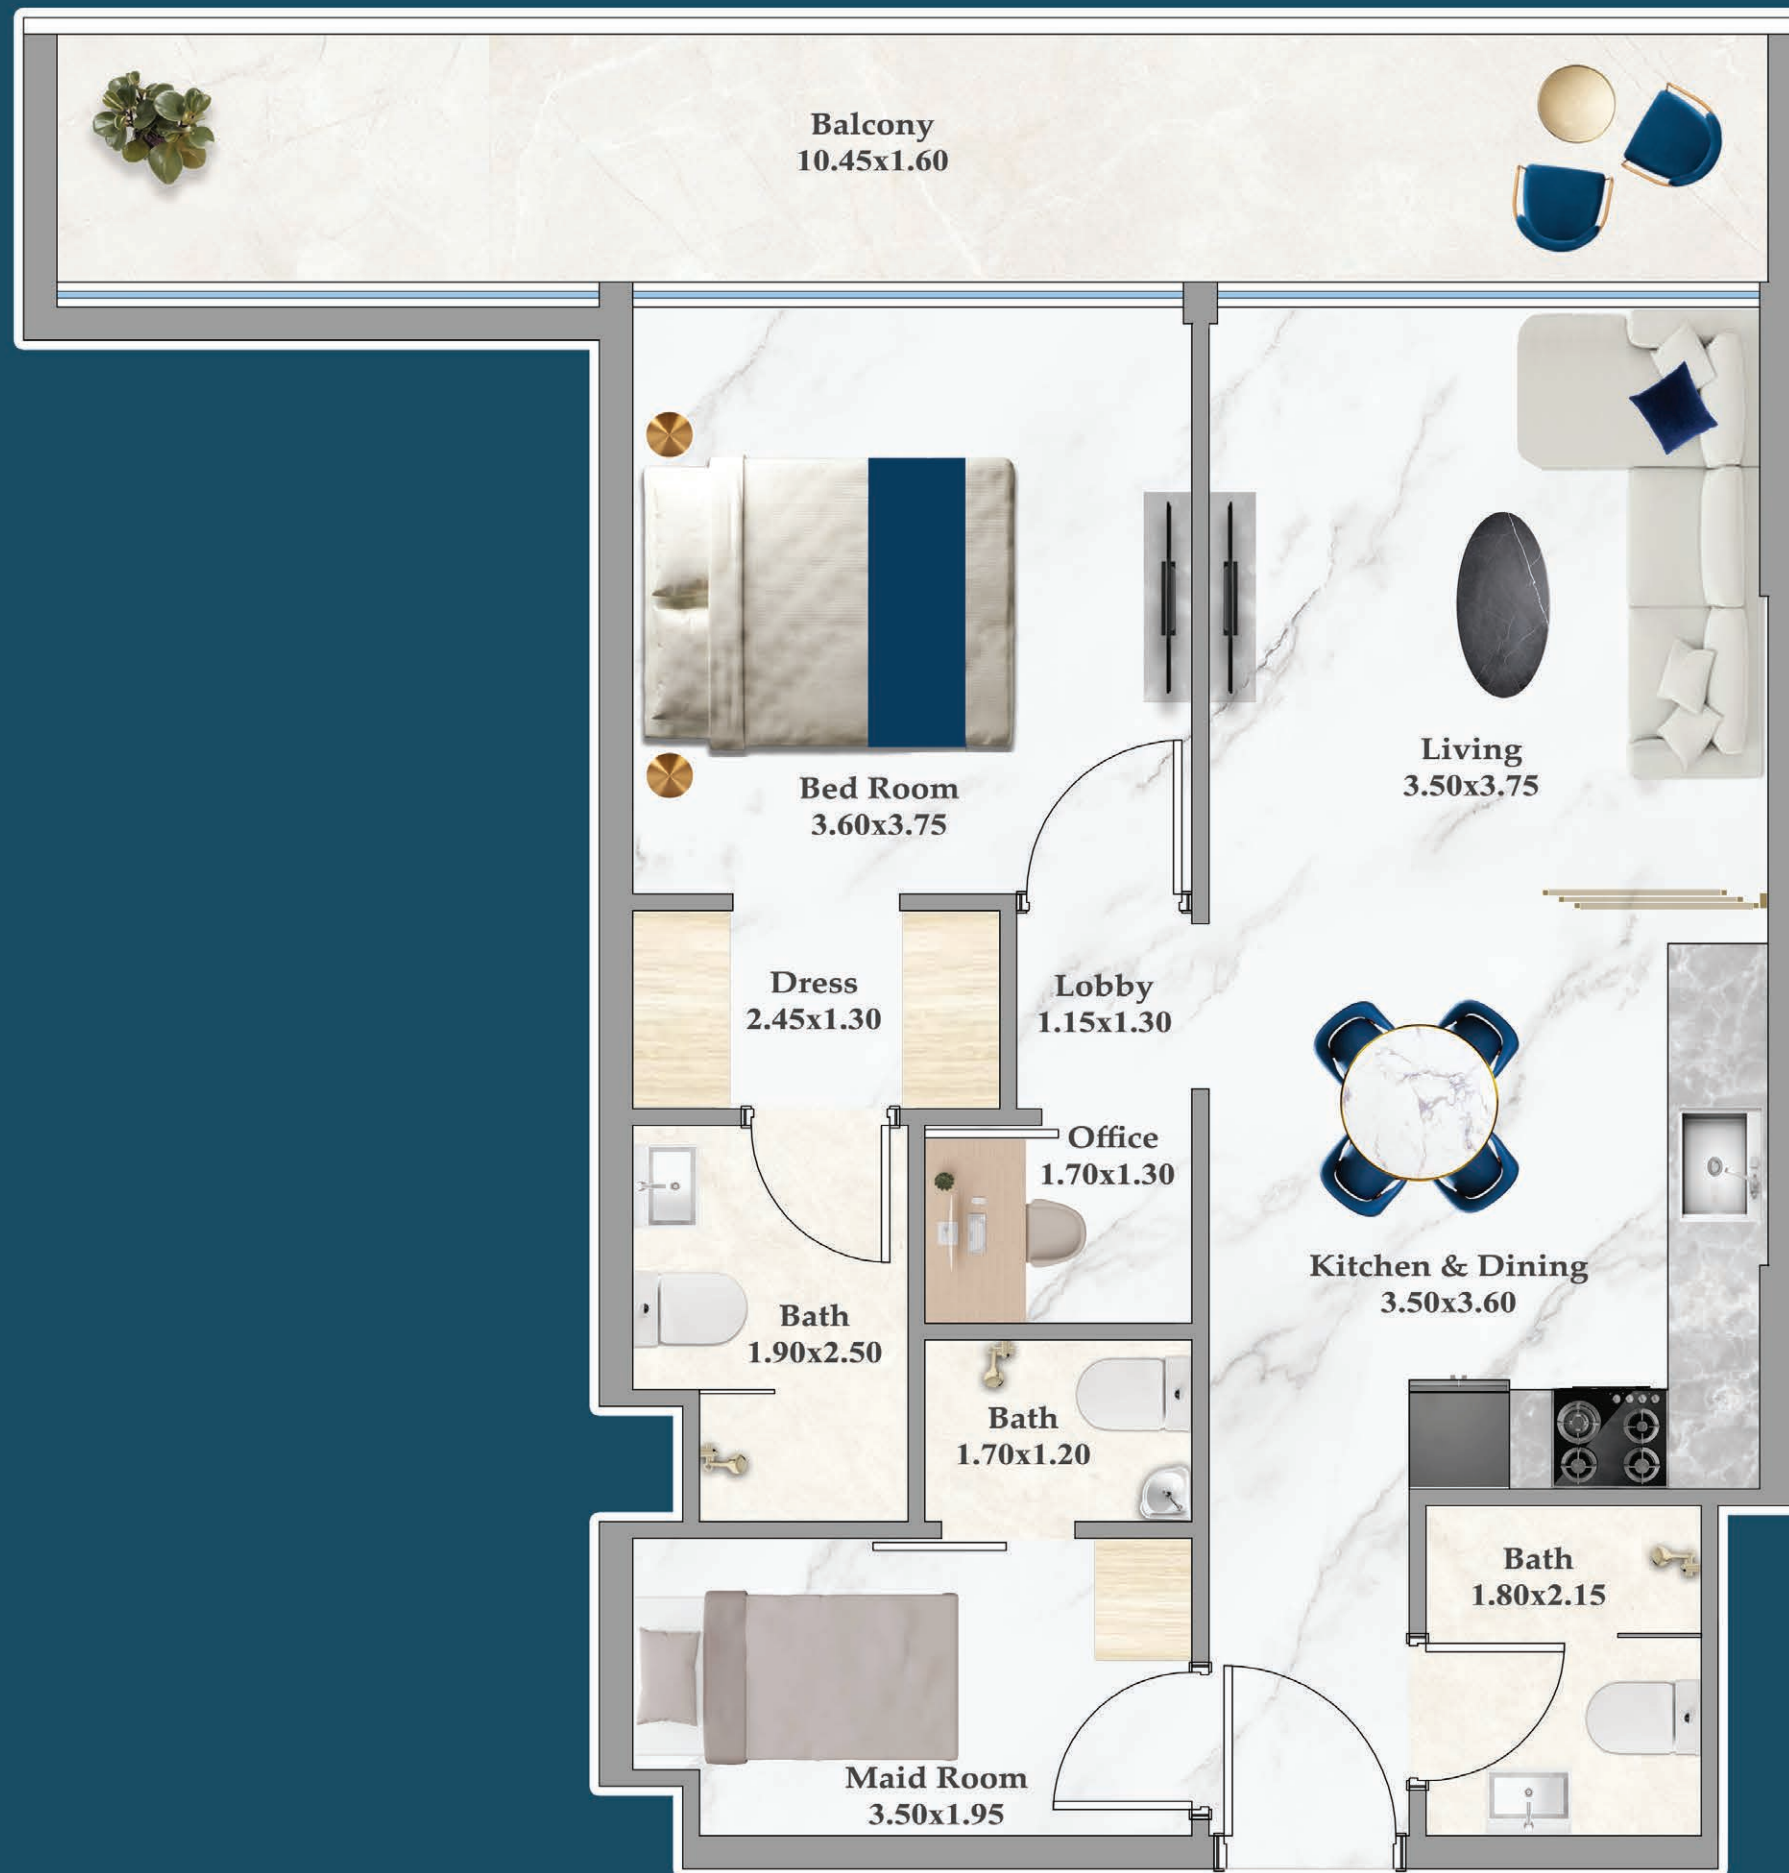 Balcony
10.45x1.60
Living
3.50x3.75
Bed Room
3.60x3.75
Dress
2.45x1.30
Lobby
1.15x1.30
Office
1.70x1.30
Kitchen & Dining
3.50x3.60
Bath
1.90x2.50
Bath
1.70x1.20
Bath
1.80x2.15
Maid Room
3.50x1.95